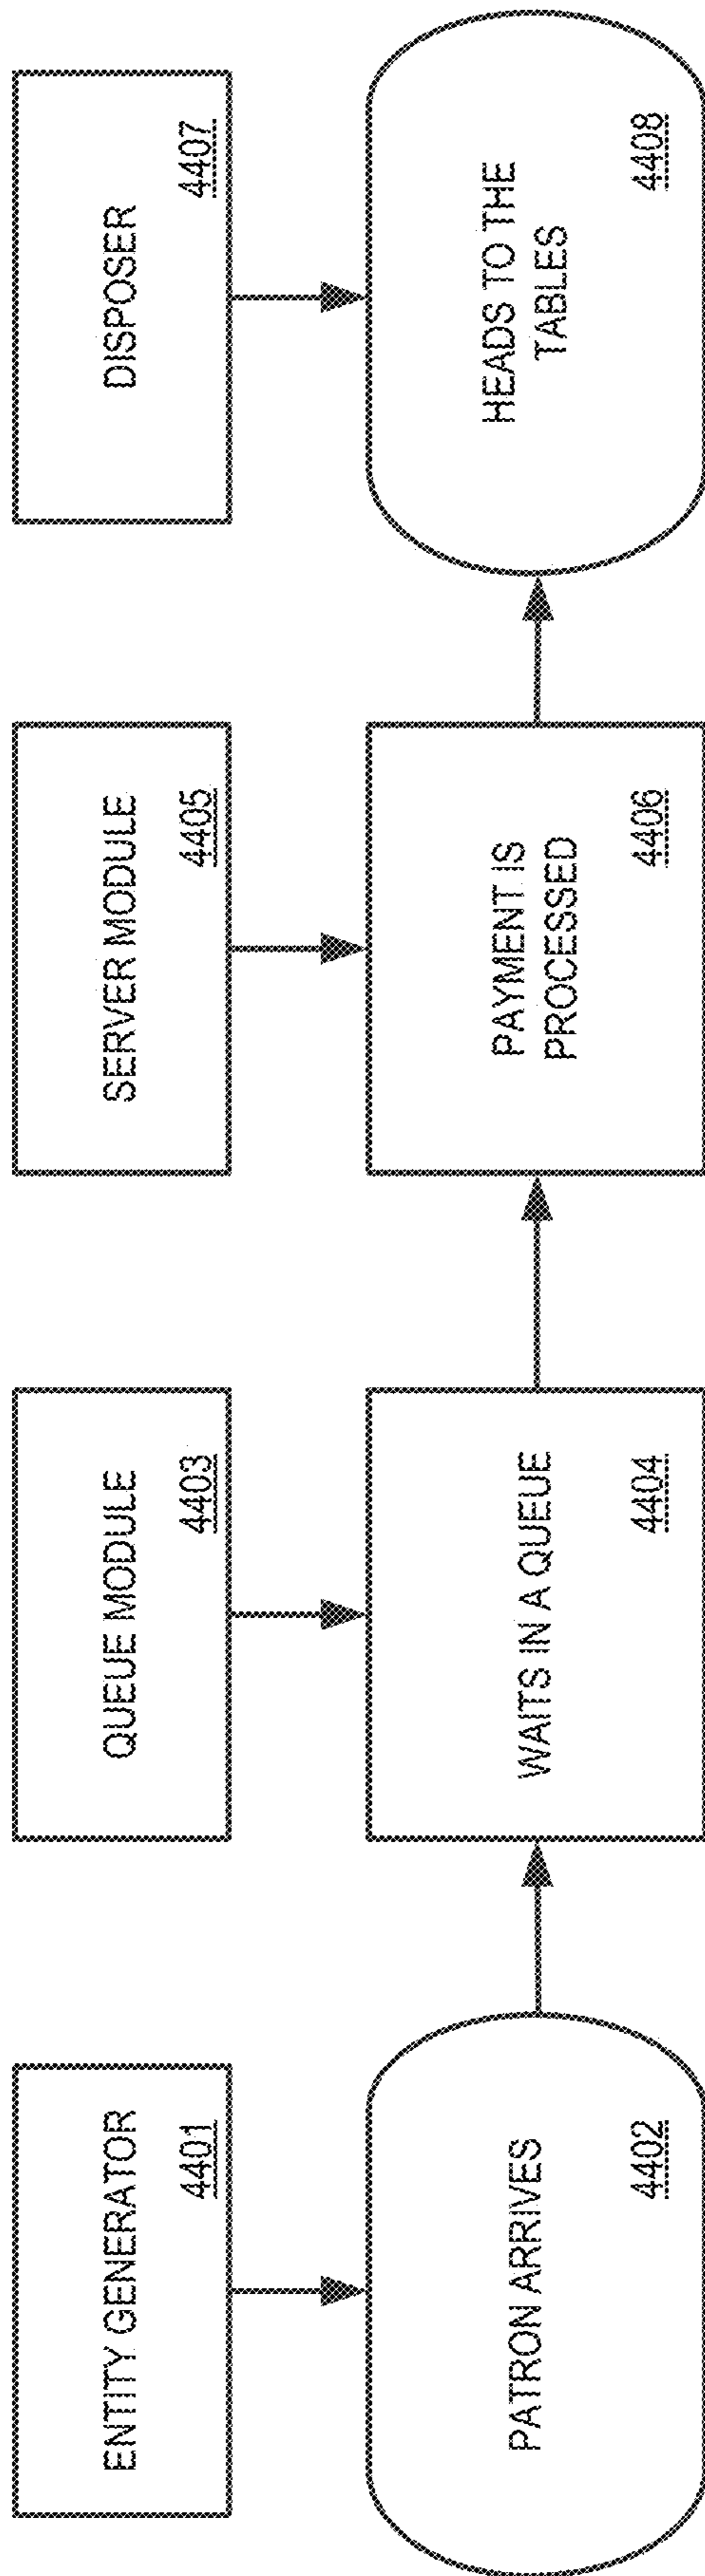 ENTITY GENERATOR
4401
QUEUE MODULE
4403
SERVER MODULE
4405
DISPOSER
4407
PATRON ARRIVES
4402
WAITS IN A QUEUE
4404
PAYMENT IS
PROCESSED
4406
HEADS TO THE
TABLES
4408